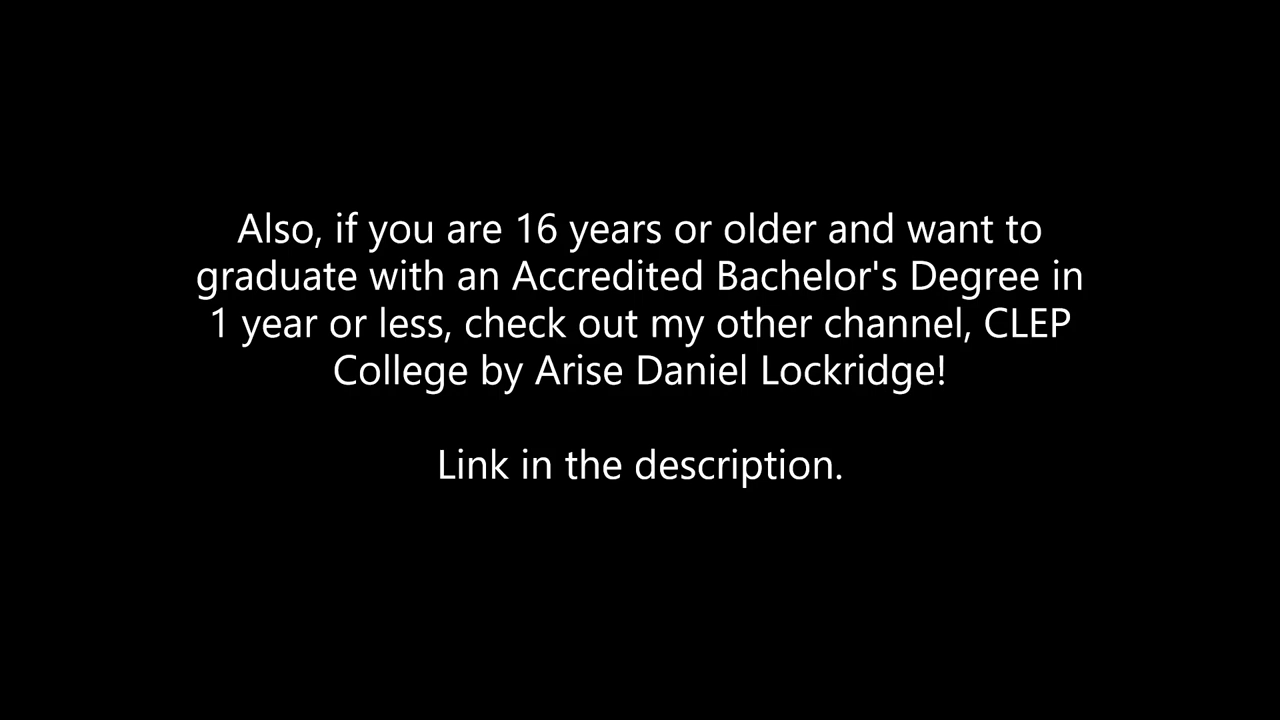 Also, if you are 16 years or older and want to
graduate with an Accredited Bachelor's Degree in
1 year or less, check out my other channel, CLEP
College by Arise Daniel Lockridge!
Link in the description.